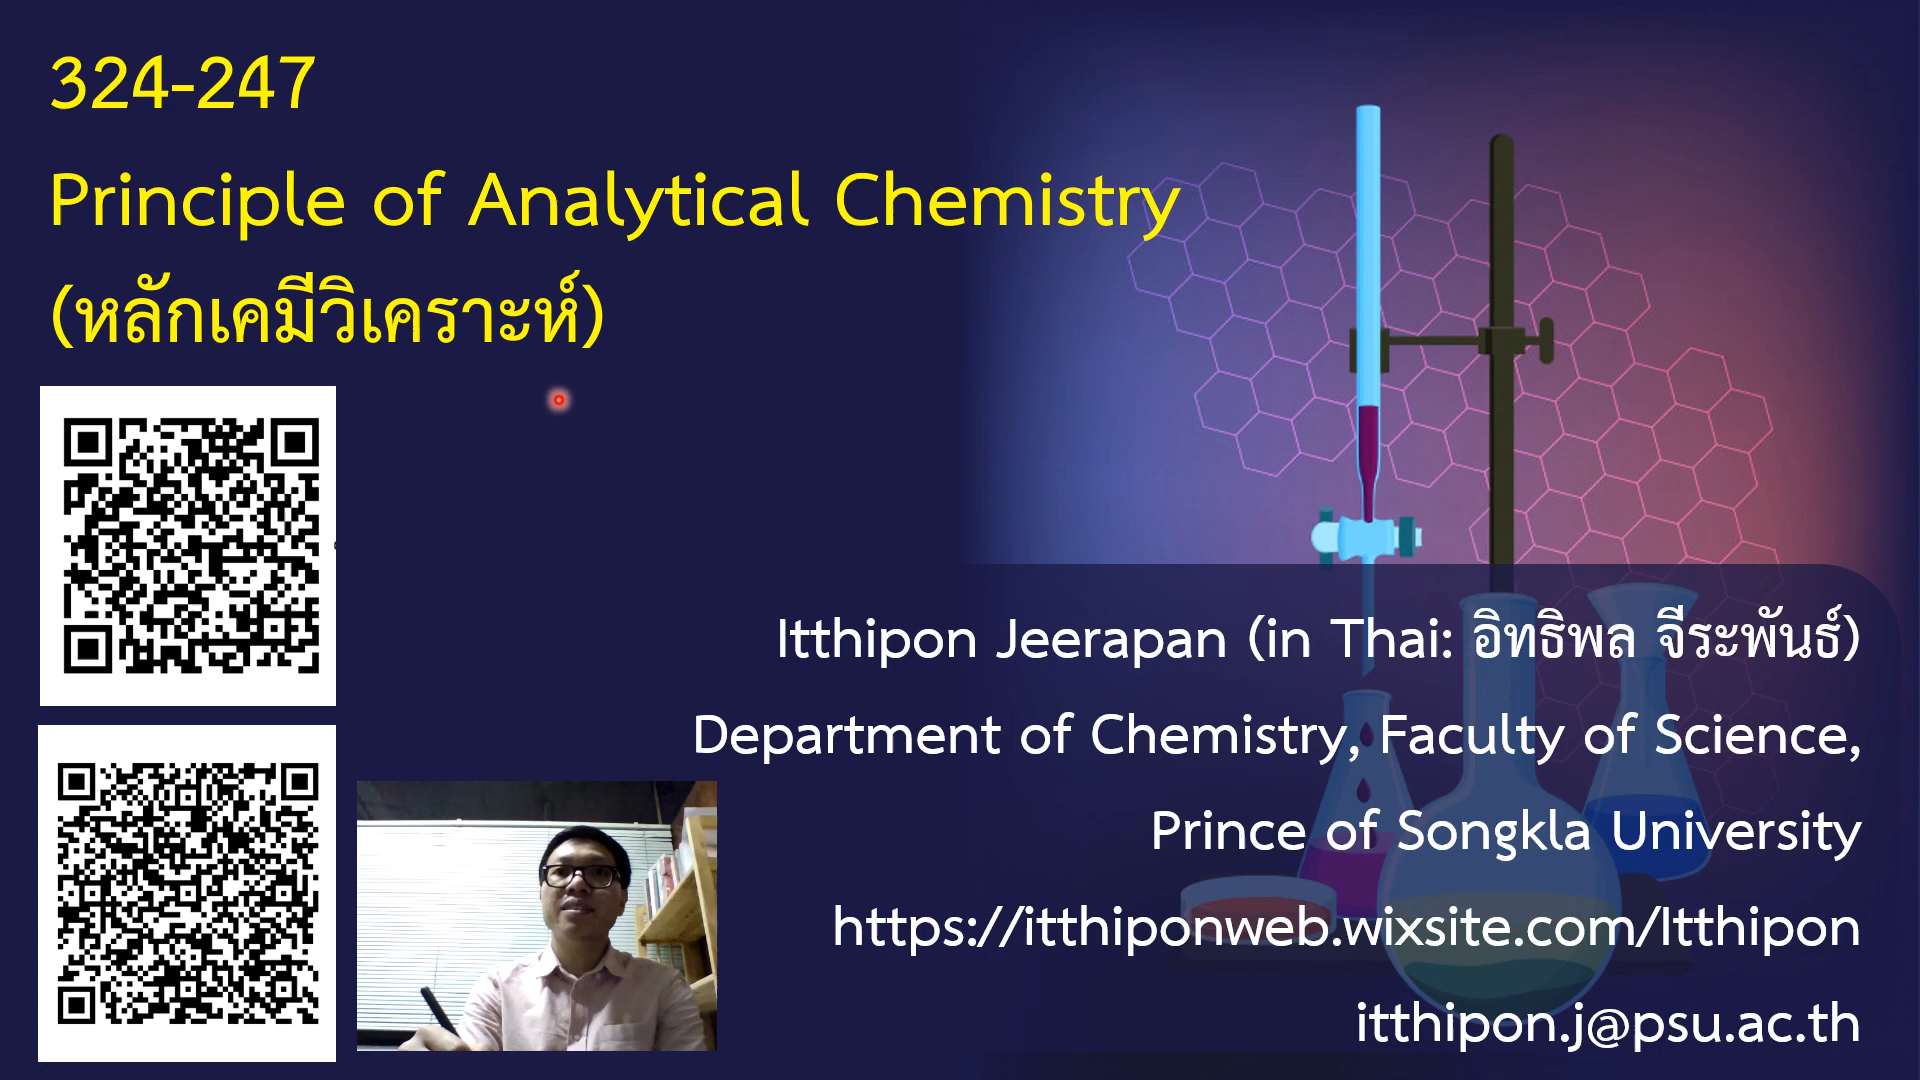 324-247
Principle of Analytical Chemistry
(หลักเคมีวิเคราะห์)
Itthipon Jeerapan (in Thai: อิทธิพล จีระพันธ์)
Department of Chemistry, Faculty of Science,
Prince of Songkla University
https://itthiponweb.wixsite.com/Itthipon
itthipon.j@psu.ac.th